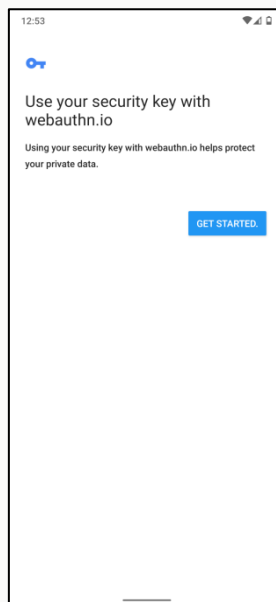 12:53
Use your security key with
webauthn.io
Using your security key with webauthn.io helps protect
your private data.
GET STARTED.